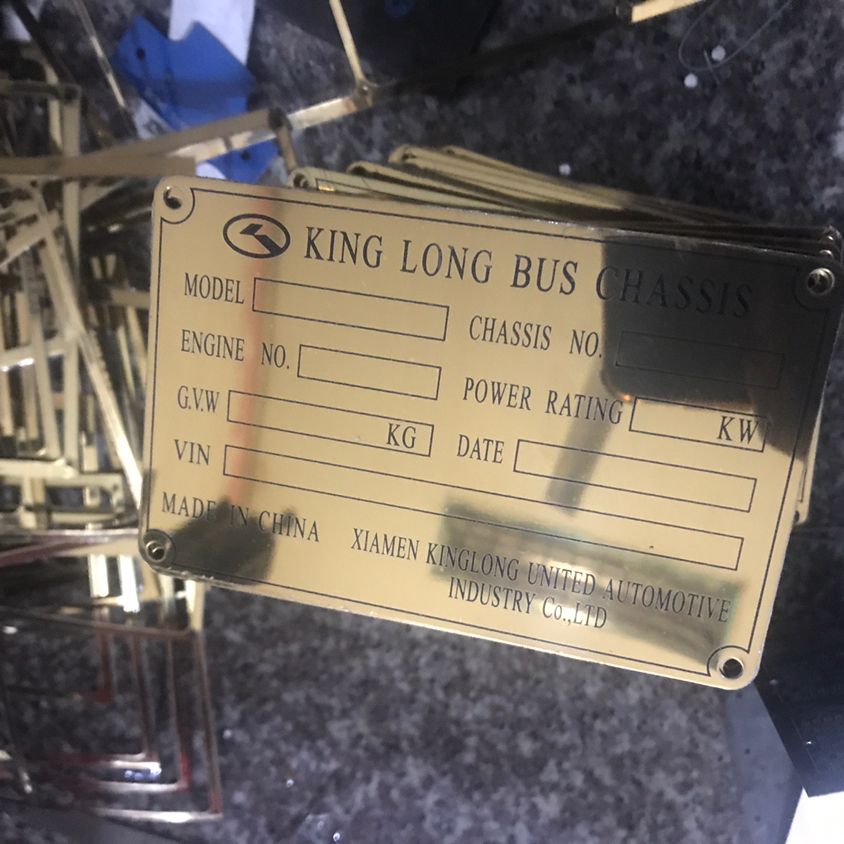 KING LONG BUS CHASSIS
MODEL
CHASSIS NO.
ENGINE NO.
POWER RATING KW
G.V.W KG
DATE
VIN
MADE IN CHINA
XIAMEN KINGLONG UNITED AUTOMOTIVE
INDUSTRY Co.,LTD